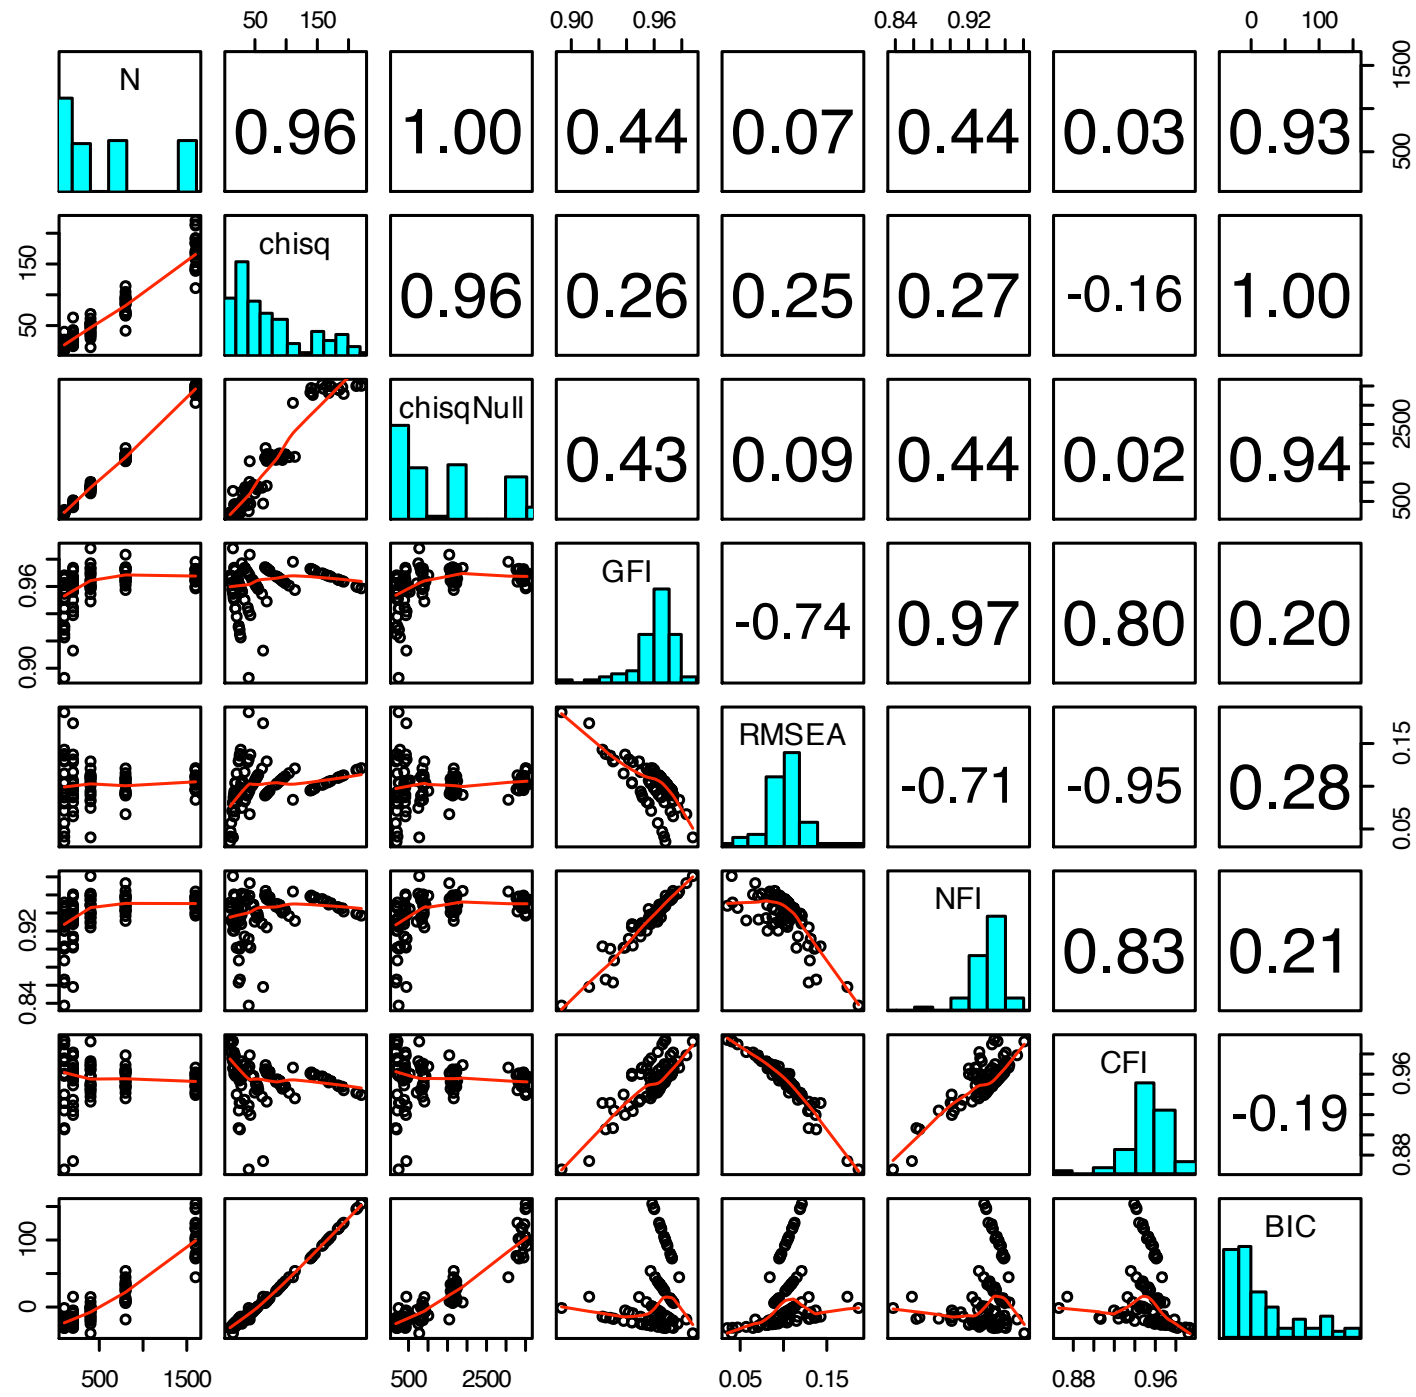 50 150 0.90 0.96 0.84 0.92 0 100
N 0.96 1.00 0.44 0.07 0.44 0.03 0.93 500 1500
50 150 chisq 0.96 0.26 0.25 0.27 -0.16 1.00
chisqNull 0.43 0.09 0.44 0.02 0.94 500 2500
0.90 0.96 GFI -0.74 0.97 0.80 0.20
RMSEA -0.71 -0.95 0.28 0.05 0.15
0.84 0.92 NFI 0.83 0.21
CFI -0.19 0.88 0.96
0 100 BIC
500 1500 500 2500 0.05 0.15 0.88 0.96